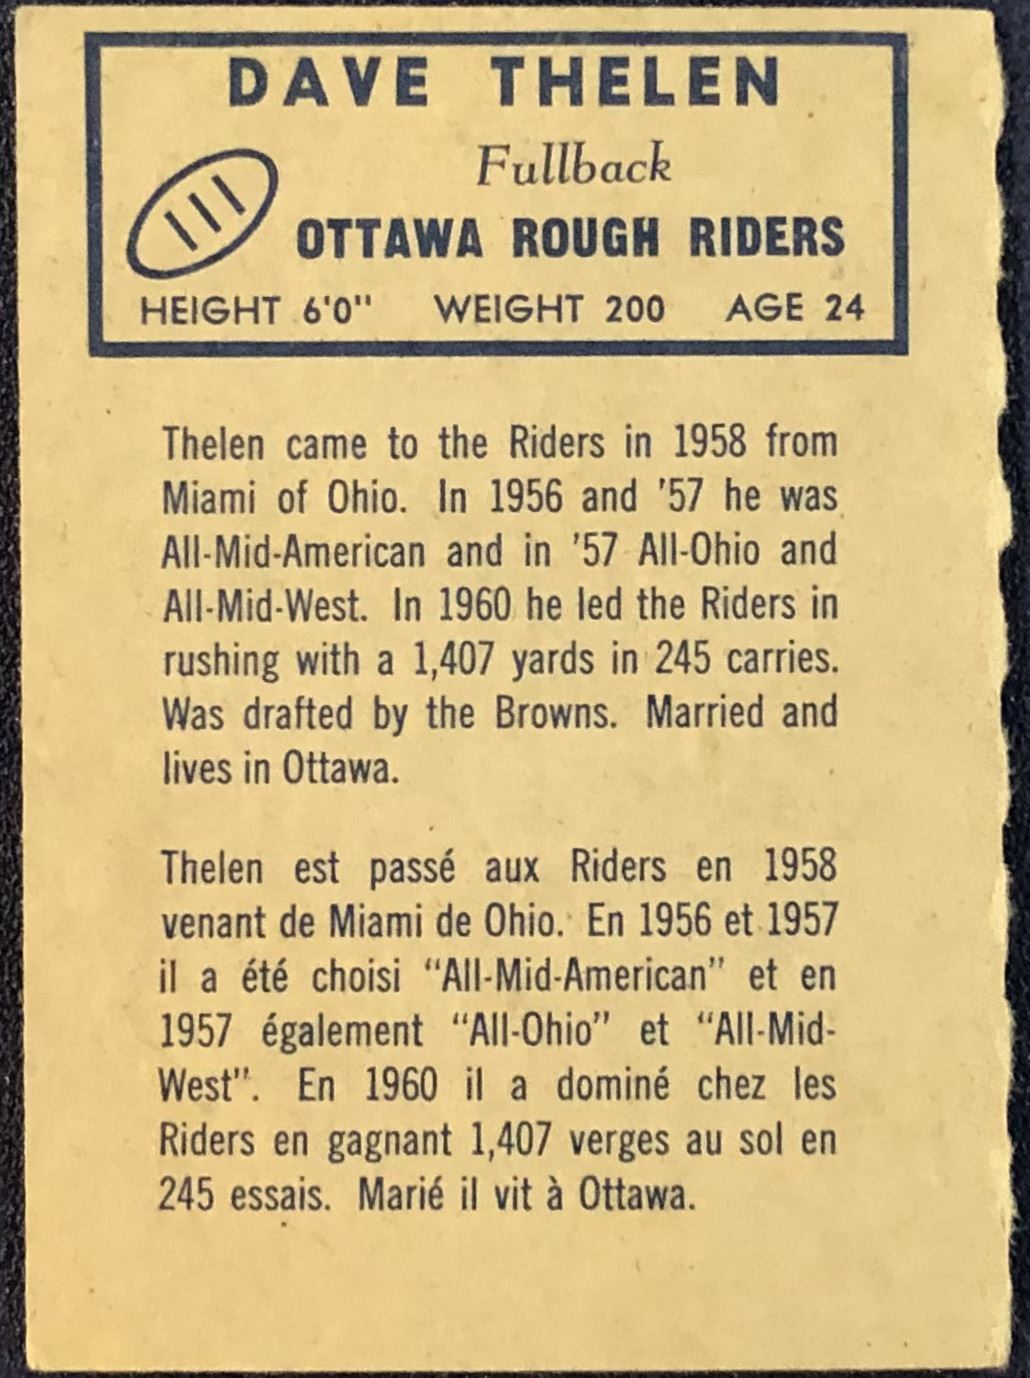 DAVE THELEN
Fullback
111
OTTAWA ROUGH RIDERS
HEIGHT 6'0" WEIGHT 200 AGE 24
Thelen came to the Riders in 1958 from
Miami of Ohio. In 1956 and '57 he was
All-Mid-American and in '57 All-Ohio and
All-Mid-West. In 1960 he led the Riders in
rushing with a 1,407 yards in 245 carries.
Was drafted by the Browns. Married and
lives in Ottawa.
Thelen est passé aux Riders en 1958
venant de Miami de Ohio. En 1956 et 1957
il a été choisi "All-Mid-American" et en
1957 également "All-Ohio" et "All-Mid-
West". En 1960 il a dominé chez les
Riders en gagnant 1,407 verges au sol en
245 essais. Marié il vit à Ottawa.